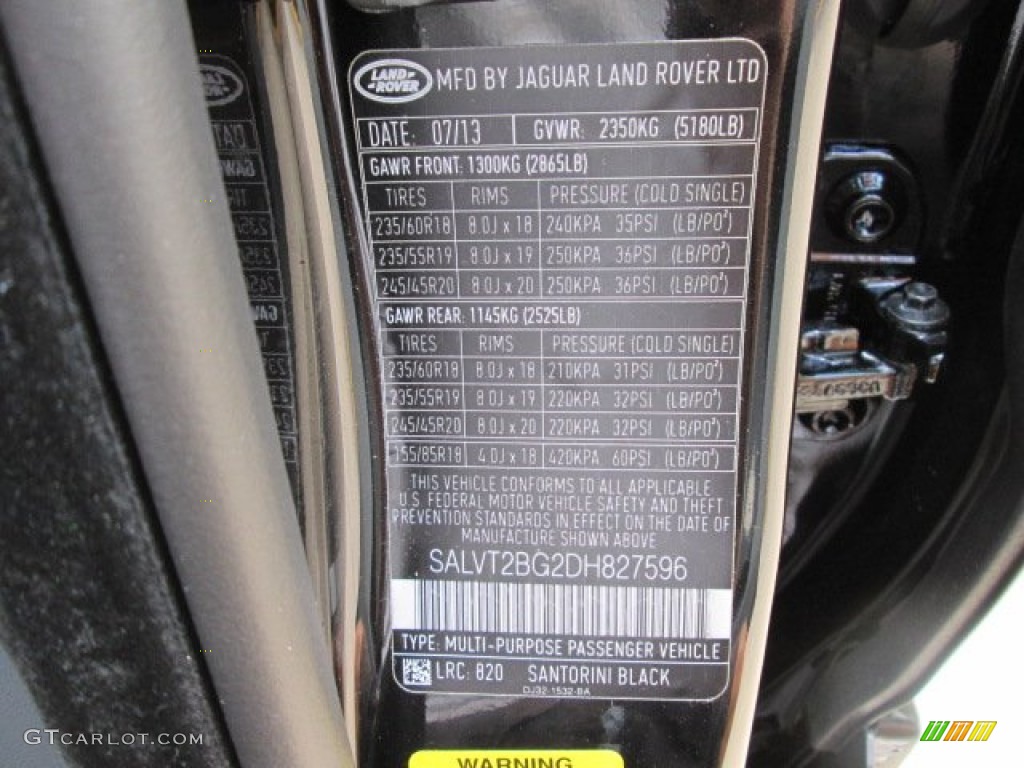 LAND ROVER MFD BY JAGUAR LAND ROVER LTD
DATE: 07/13 GVWR: 2350KG (5180LB)
GAWR FRONT: 1300KG (2865LB)
TIRES RIMS PRESSURE (COLD SINGLE)
235/60R18 8.0J x 18 240KPA 35PSI (LB/PO²)
235/55R19 8.0J x 19 250KPA 36PSI (LB/PO²)
245/45R20 8.0J x 20 250KPA 36PSI (LB/PO²)
GAWR REAR: 1145KG (2525LB)
TIRES RIMS PRESSURE (COLD SINGLE)
235/60R18 8.0J x 18 210KPA 31PSI (LB/PO²)
235/55R19 8.0J x 19 220KPA 32PSI (LB/PO²)
245/45R20 8.0J x 20 220KPA 32PSI (LB/PO²)
155/85R18 4.0J x 18 420KPA 60PSI (LB/PO²)
THIS VEHICLE CONFORMS TO ALL APPLICABLE
U.S. FEDERAL MOTOR VEHICLE SAFETY AND THEFT
PREVENTION STANDARDS IN EFFECT ON THE DATE OF
MANUFACTURE SHOWN ABOVE
SALVT2BG2DH827596
TYPE: MULTI-PURPOSE PASSENGER VEHICLE
LRC: 820 SANTORINI BLACK
DJ32-1532-BA
WARNING
GTCARLOT.COM